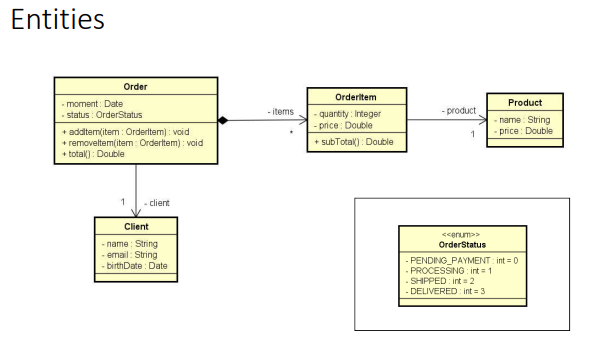 Entities
Order
- moment : Date
- status : OrderStatus
+ addItem(item : OrderItem) : void
+ removeItem(item : OrderItem) : void
+ total() : Double
- items
*
OrderItem
- quantity : Integer
- price : Double
+ subTotal() : Double
- product
1
Product
- name : String
- price : Double
1
- client
Client
- name : String
- email : String
- birthDate : Date
<<enum>>
OrderStatus
- PENDING_PAYMENT : int = 0
- PROCESSING : int = 1
- SHIPPED : int = 2
- DELIVERED : int = 3